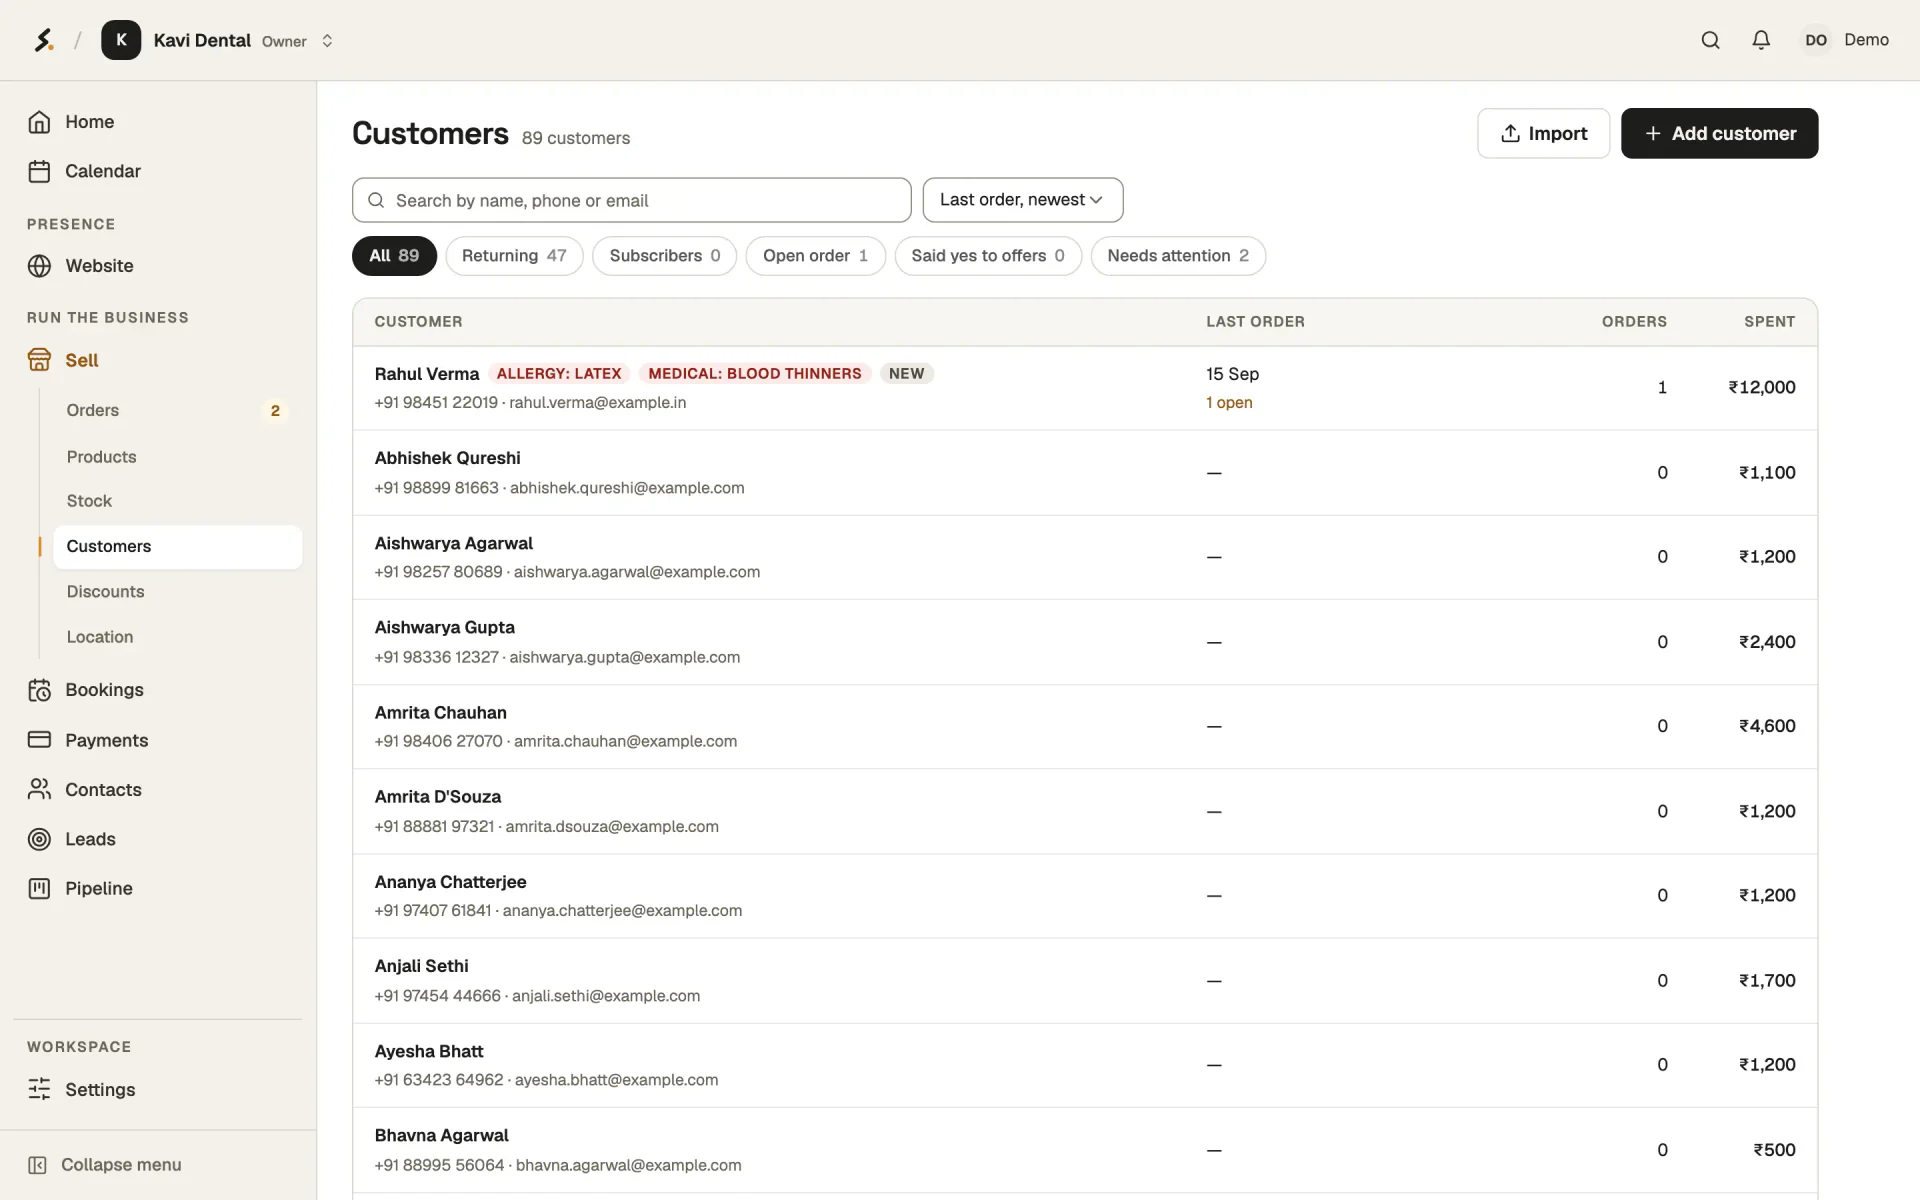 / K Kavi Dental Owner
DO Demo
Home
Calendar
PRESENCE
Website
RUN THE BUSINESS
Sell
Orders 2
Products
Stock
Customers
Discounts
Location
Bookings
Payments
Contacts
Leads
Pipeline
WORKSPACE
Settings
Collapse menu
Customers 89 customers
Import
+ Add customer
Search by name, phone or email
Last order, newest
All 89
Returning 47
Subscribers 0
Open order 1
Said yes to offers 0
Needs attention 2
CUSTOMER LAST ORDER ORDERS SPENT
Rahul Verma ALLERGY: LATEX MEDICAL: BLOOD THINNERS NEW
+91 98451 22019 · rahul.verma@example.in
15 Sep
1 open
1 ₹12,000
Abhishek Qureshi
+91 98899 81663 · abhishek.qureshi@example.com
— 0 ₹1,100
Aishwarya Agarwal
+91 98257 80689 · aishwarya.agarwal@example.com
— 0 ₹1,200
Aishwarya Gupta
+91 98336 12327 · aishwarya.gupta@example.com
— 0 ₹2,400
Amrita Chauhan
+91 98406 27070 · amrita.chauhan@example.com
— 0 ₹4,600
Amrita D'Souza
+91 88881 97321 · amrita.dsouza@example.com
— 0 ₹1,200
Ananya Chatterjee
+91 97407 61841 · ananya.chatterjee@example.com
— 0 ₹1,200
Anjali Sethi
+91 97454 44666 · anjali.sethi@example.com
— 0 ₹1,700
Ayesha Bhatt
+91 63423 64962 · ayesha.bhatt@example.com
— 0 ₹1,200
Bhavna Agarwal
+91 88995 56064 · bhavna.agarwal@example.com
— 0 ₹500